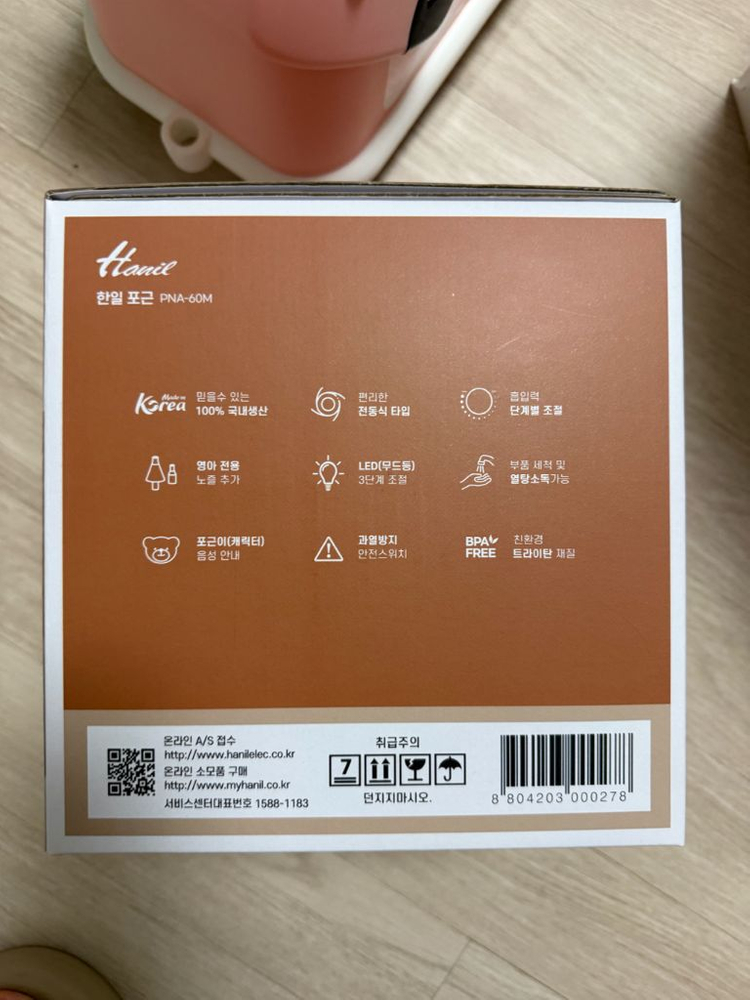 Hanil
한일 포근 PNA-60M
Made in
Korea
믿을수 있는
100% 국내생산
편리한
전동식 타입
흡입력
단계별 조절
영아 전용
노즐 추가
LED(무드등)
3단계 조절
부품 세척 및
열탕소독가능
포근이(캐릭터)
음성 안내
과열방지
안전스위치
BPA
FREE
친환경
트라이탄 재질
온라인 A/S 접수
http://www.hanilelec.co.kr
온라인 소모품 구매
http://www.myhanil.co.kr
서비스센터대표번호 1588-1183
취급주의
7
던지지마시오.
8 804203 000278